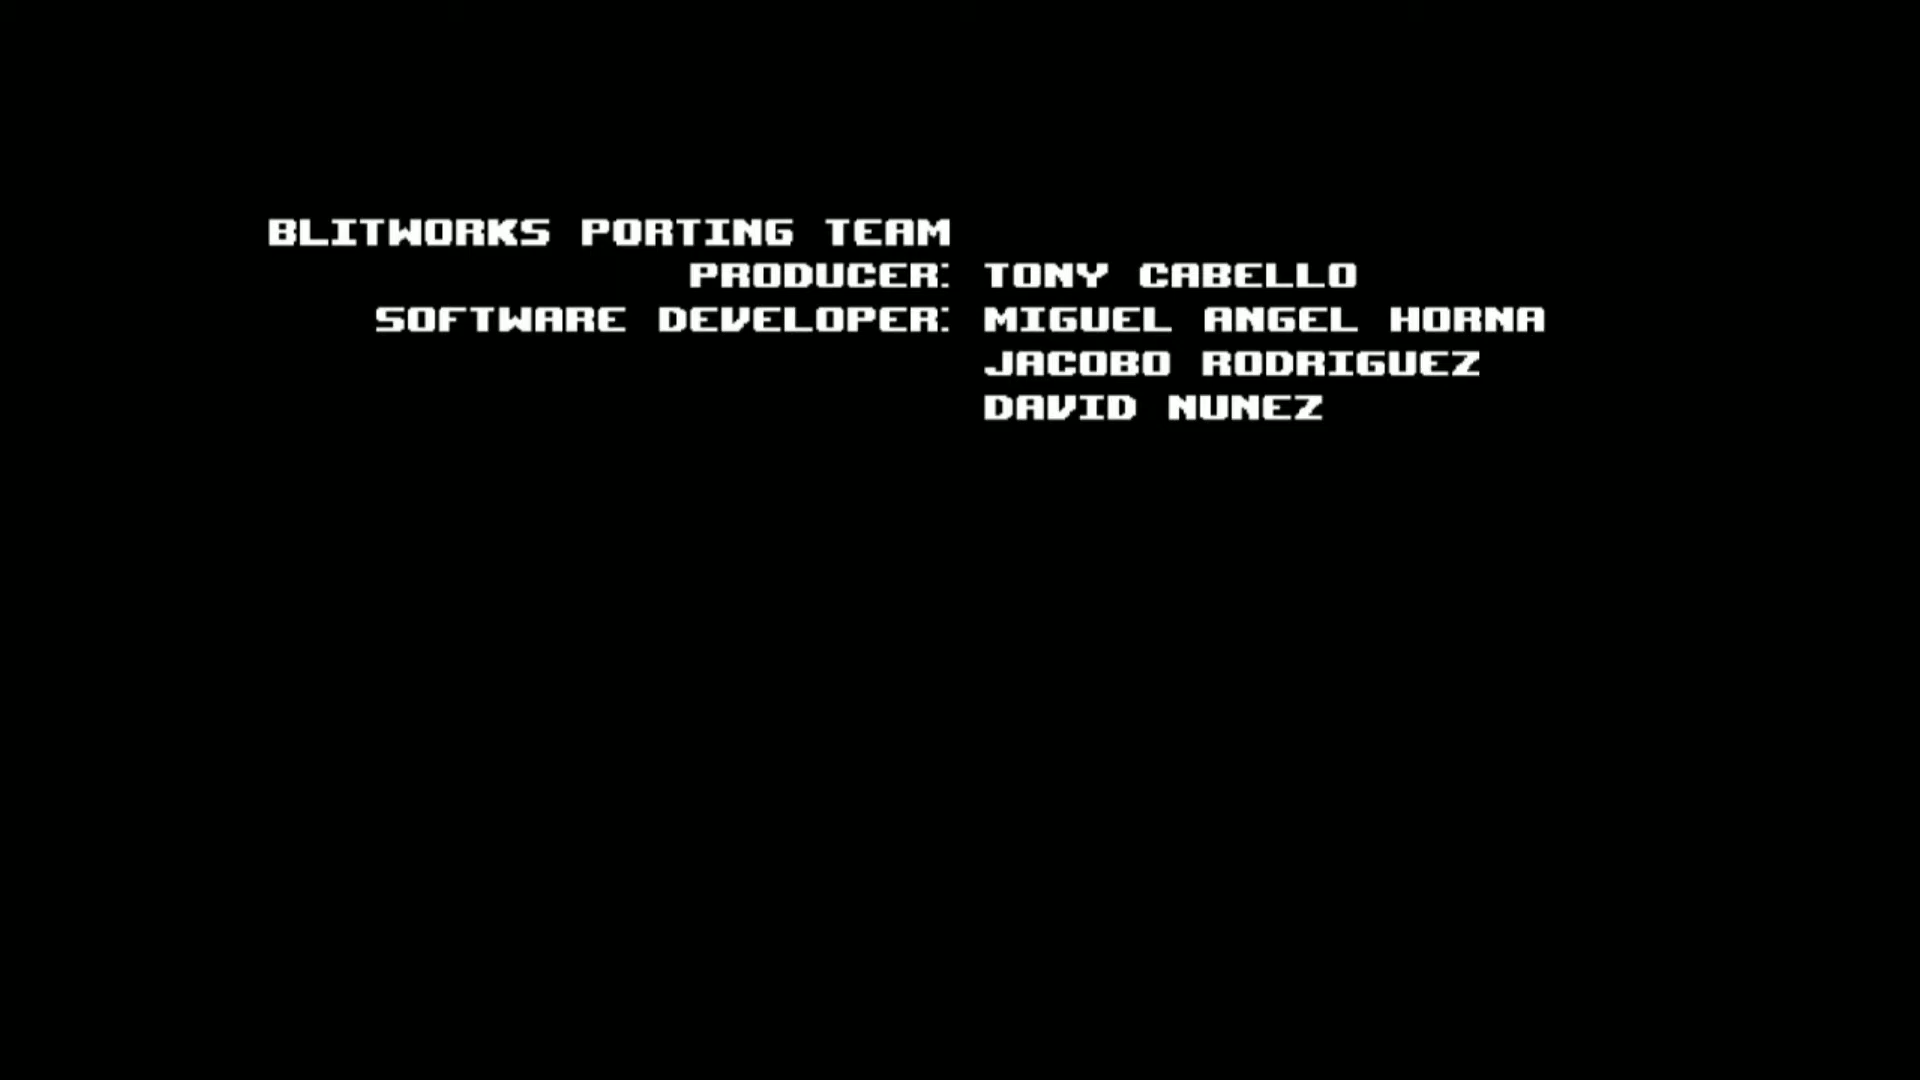 BLITWORKS PORTING TEAM
PRODUCER: TONY CABELLO
SOFTWARE DEVELOPER: MIGUEL ANGEL HORNA
JACOBO RODRIGUEZ
DAVID NUNEZ